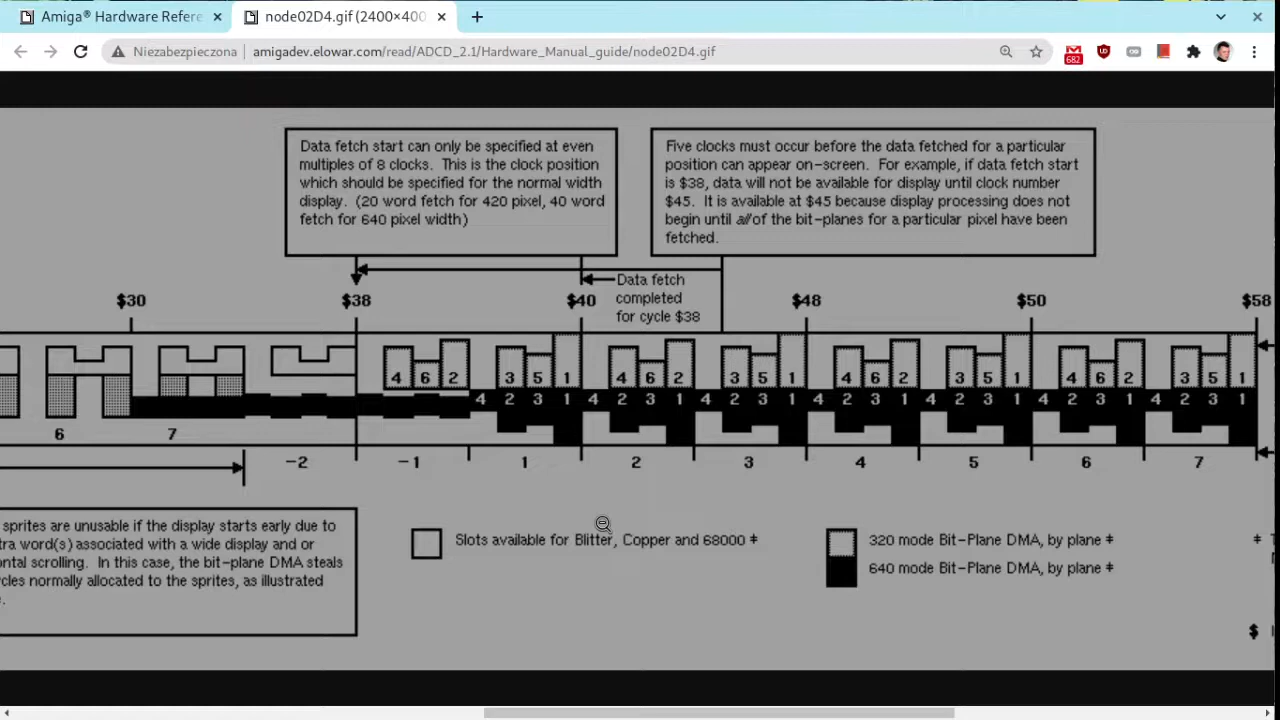 Amiga® Hardware Refere
node02D4.gif (2400×400
Niezabezpieczona
amigadev.elowar.com/read/ADCD_2.1/Hardware_Manual_guide/node02D4.gif
682
Data fetch start can only be specified at even
multiples of 8 clocks. This is the clock position
which should be specified for the normal width
display. (20 word fetch for 420 pixel, 40 word
fetch for 640 pixel width)
Five clocks must occur before the data fetched for a particular
position can appear on-screen. For example, if data fetch start
is $38, data will not be available for display until clock number
$45. It is available at $45 because display processing does not
begin until all of the bit-planes for a particular pixel have been
fetched.
Data fetch
completed
for cycle $38
$30 $38 $40 $48 $50 $58
4 6 2 3 5 1 4 6 2 3 5 1 4 6 2 3 5 1 4 6 2 3 5 1
4 2 3 1 4 2 3 1 4 2 3 1 4 2 3 1 4 2 3 1 4 2 3 1 4 2 3 1
6 7
-2 -1 1 2 3 4 5 6 7
sprites are unusable if the display starts early due to
tra word(s) associated with a wide display and or
ontal scrolling. In this case, the bit-plane DMA steals
cles normally allocated to the sprites, as illustrated
Slots available for Blitter, Copper and 68000 ‡
320 mode Bit-Plane DMA, by plane ‡
640 mode Bit-Plane DMA, by plane ‡
‡
$